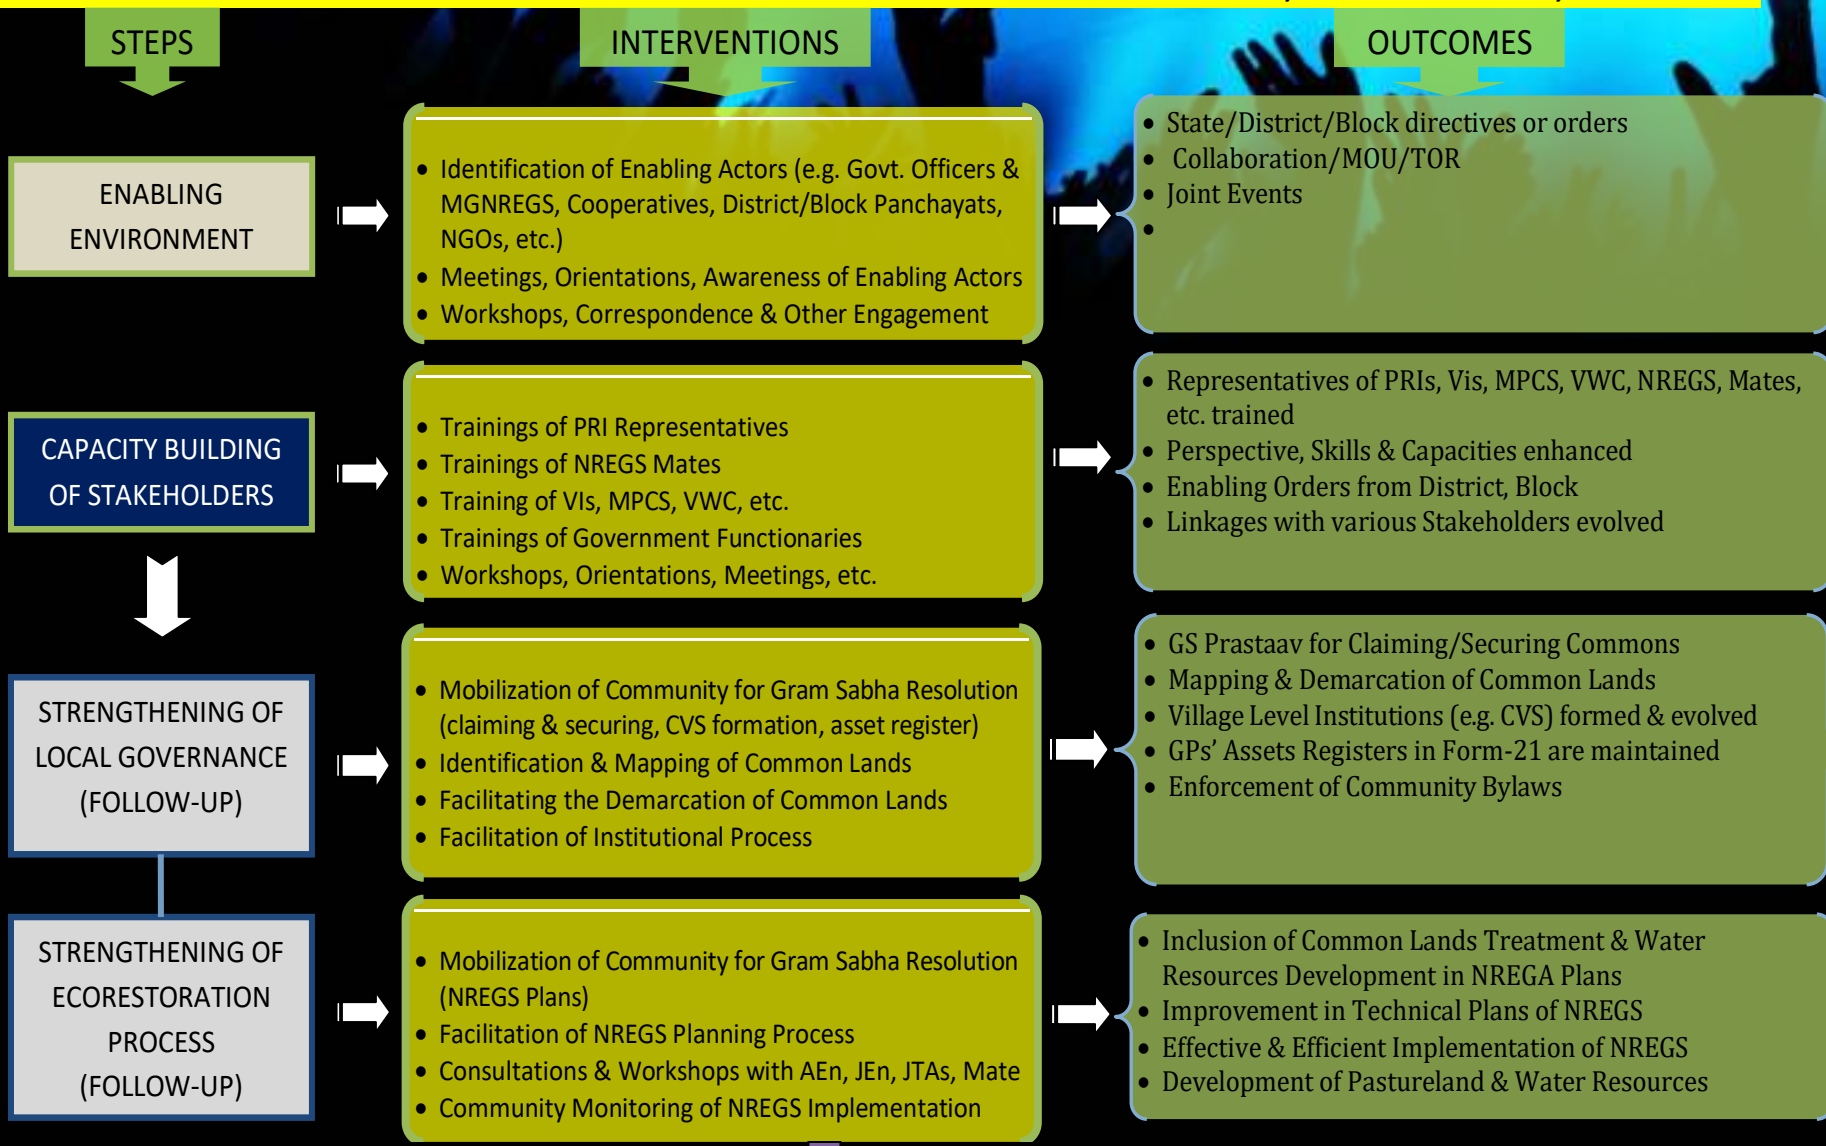 STEPS
INTERVENTIONS
OUTCOMES
ENABLING
ENVIRONMENT
• Identification of Enabling Actors (e.g. Govt. Officers &
MGNREGS, Cooperatives, District/Block Panchayats,
NGOs, etc.)
• Meetings, Orientations, Awareness of Enabling Actors
• Workshops, Correspondence & Other Engagement
• State/District/Block directives or orders
• Collaboration/MOU/TOR
• Joint Events
•
CAPACITY BUILDING
OF STAKEHOLDERS
• Trainings of PRI Representatives
• Trainings of NREGS Mates
• Training of VIs, MPCS, VWC, etc.
• Trainings of Government Functionaries
• Workshops, Orientations, Meetings, etc.
• Representatives of PRIs, Vis, MPCS, VWC, NREGS, Mates,
etc. trained
• Perspective, Skills & Capacities enhanced
• Enabling Orders from District, Block
• Linkages with various Stakeholders evolved
STRENGTHENING OF
LOCAL GOVERNANCE
(FOLLOW-UP)
• Mobilization of Community for Gram Sabha Resolution
(claiming & securing, CVS formation, asset register)
• Identification & Mapping of Common Lands
• Facilitating the Demarcation of Common Lands
• Facilitation of Institutional Process
• GS Prastaav for Claiming/Securing Commons
• Mapping & Demarcation of Common Lands
• Village Level Institutions (e.g. CVS) formed & evolved
• GPs’ Assets Registers in Form-21 are maintained
• Enforcement of Community Bylaws
STRENGTHENING OF
ECORESTORATION
PROCESS
(FOLLOW-UP)
• Mobilization of Community for Gram Sabha Resolution
(NREGS Plans)
• Facilitation of NREGS Planning Process
• Consultations & Workshops with AEn, JEn, JTAs, Mate
• Community Monitoring of NREGS Implementation
• Inclusion of Common Lands Treatment & Water
Resources Development in NREGA Plans
• Improvement in Technical Plans of NREGS
• Effective & Efficient Implementation of NREGS
• Development of Pastureland & Water Resources